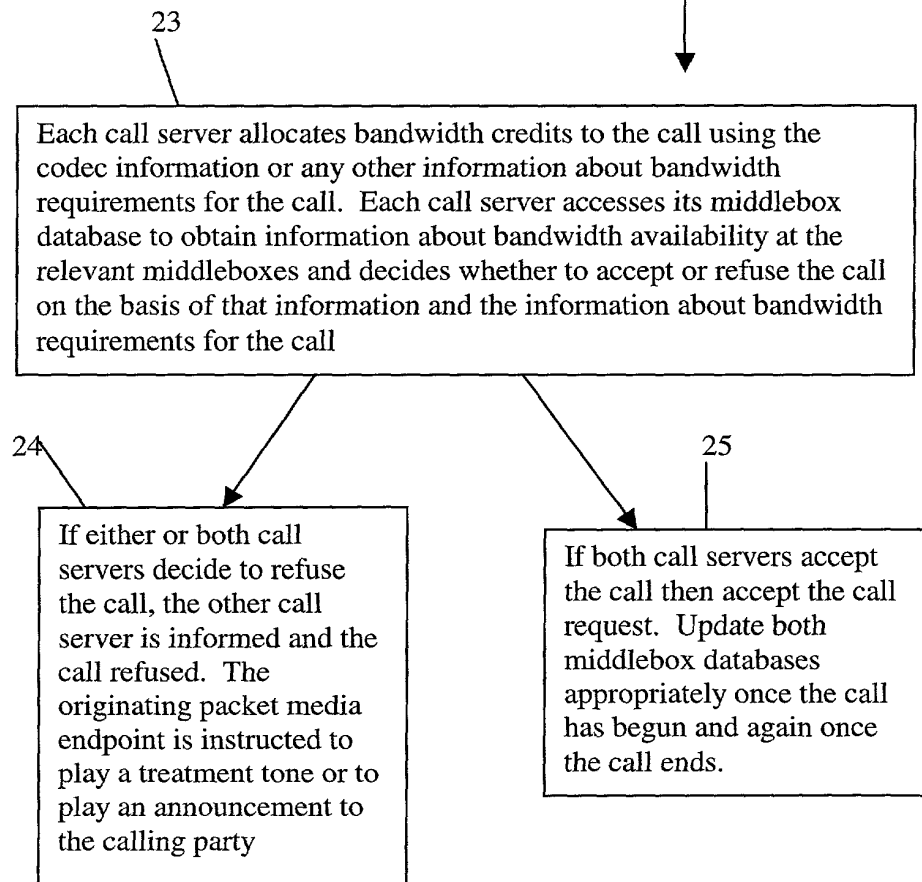 23
Each call server allocates bandwidth credits to the call using the
codec information or any other information about bandwidth
requirements for the call.  Each call server accesses its middlebox
database to obtain information about bandwidth availability at the
relevant middleboxes and decides whether to accept or refuse the call
on the basis of that information and the information about bandwidth
requirements for the call
24
If either or both call
servers decide to refuse
the call, the other call
server is informed and the
call refused.  The
originating packet media
endpoint is instructed to
play a treatment tone or to
play an announcement to
the calling party
25
If both call servers accept
the call then accept the call
request.  Update both
middlebox databases
appropriately once the call
has begun and again once
the call ends.